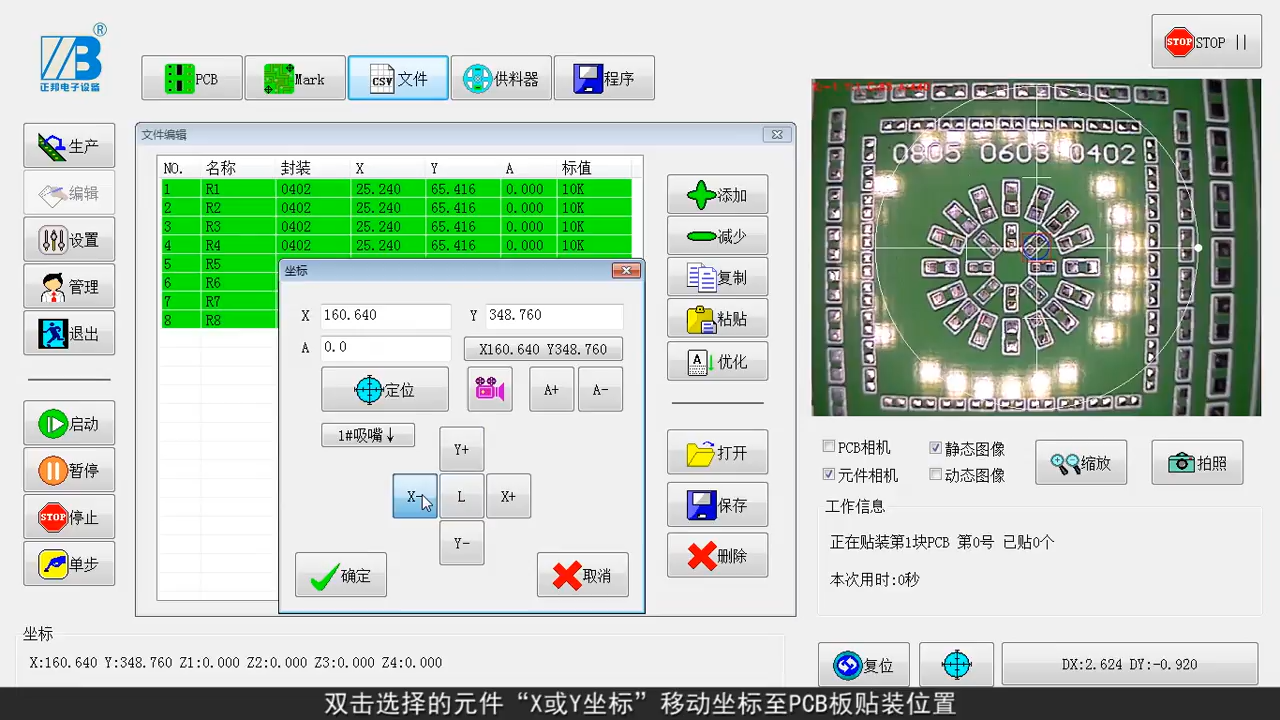 ®
正邦电子设备
PCB
Mark
CSV 文件
供料器
程序
STOP STOP ||
生产
编辑
设置
管理
退出
启动
暂停
STOP 停止
单步
文件编辑
NO. 名称 封装 X Y A 标值
1 R1 0402 25.240 65.416 0.000 10K
2 R2 0402 25.240 65.416 0.000 10K
3 R3 0402 25.240 65.416 0.000 10K
4 R4 0402 25.240 65.416 0.000 10K
5 R5
6 R6
7 R7
8 R8
坐标
X 160.640 Y 348.760
A 0.0 X160.640 Y348.760
定位 A+ A-
1#吸嘴↓
Y+
X- L X+
Y-
确定 取消
添加
减少
复制
粘贴
A 优化
打开
保存
删除
0805 0603 0402
PCB相机 静态图像
元件相机 动态图像
缩放
拍照
工作信息
正在贴装第1块PCB 第0号 已贴0个
本次用时:0秒
坐标
X:160.640 Y:348.760 Z1:0.000 Z2:0.000 Z3:0.000 Z4:0.000
复位
DX:2.624 DY:-0.920
双击选择的元件“X或Y坐标”移动坐标至PCB板贴装位置